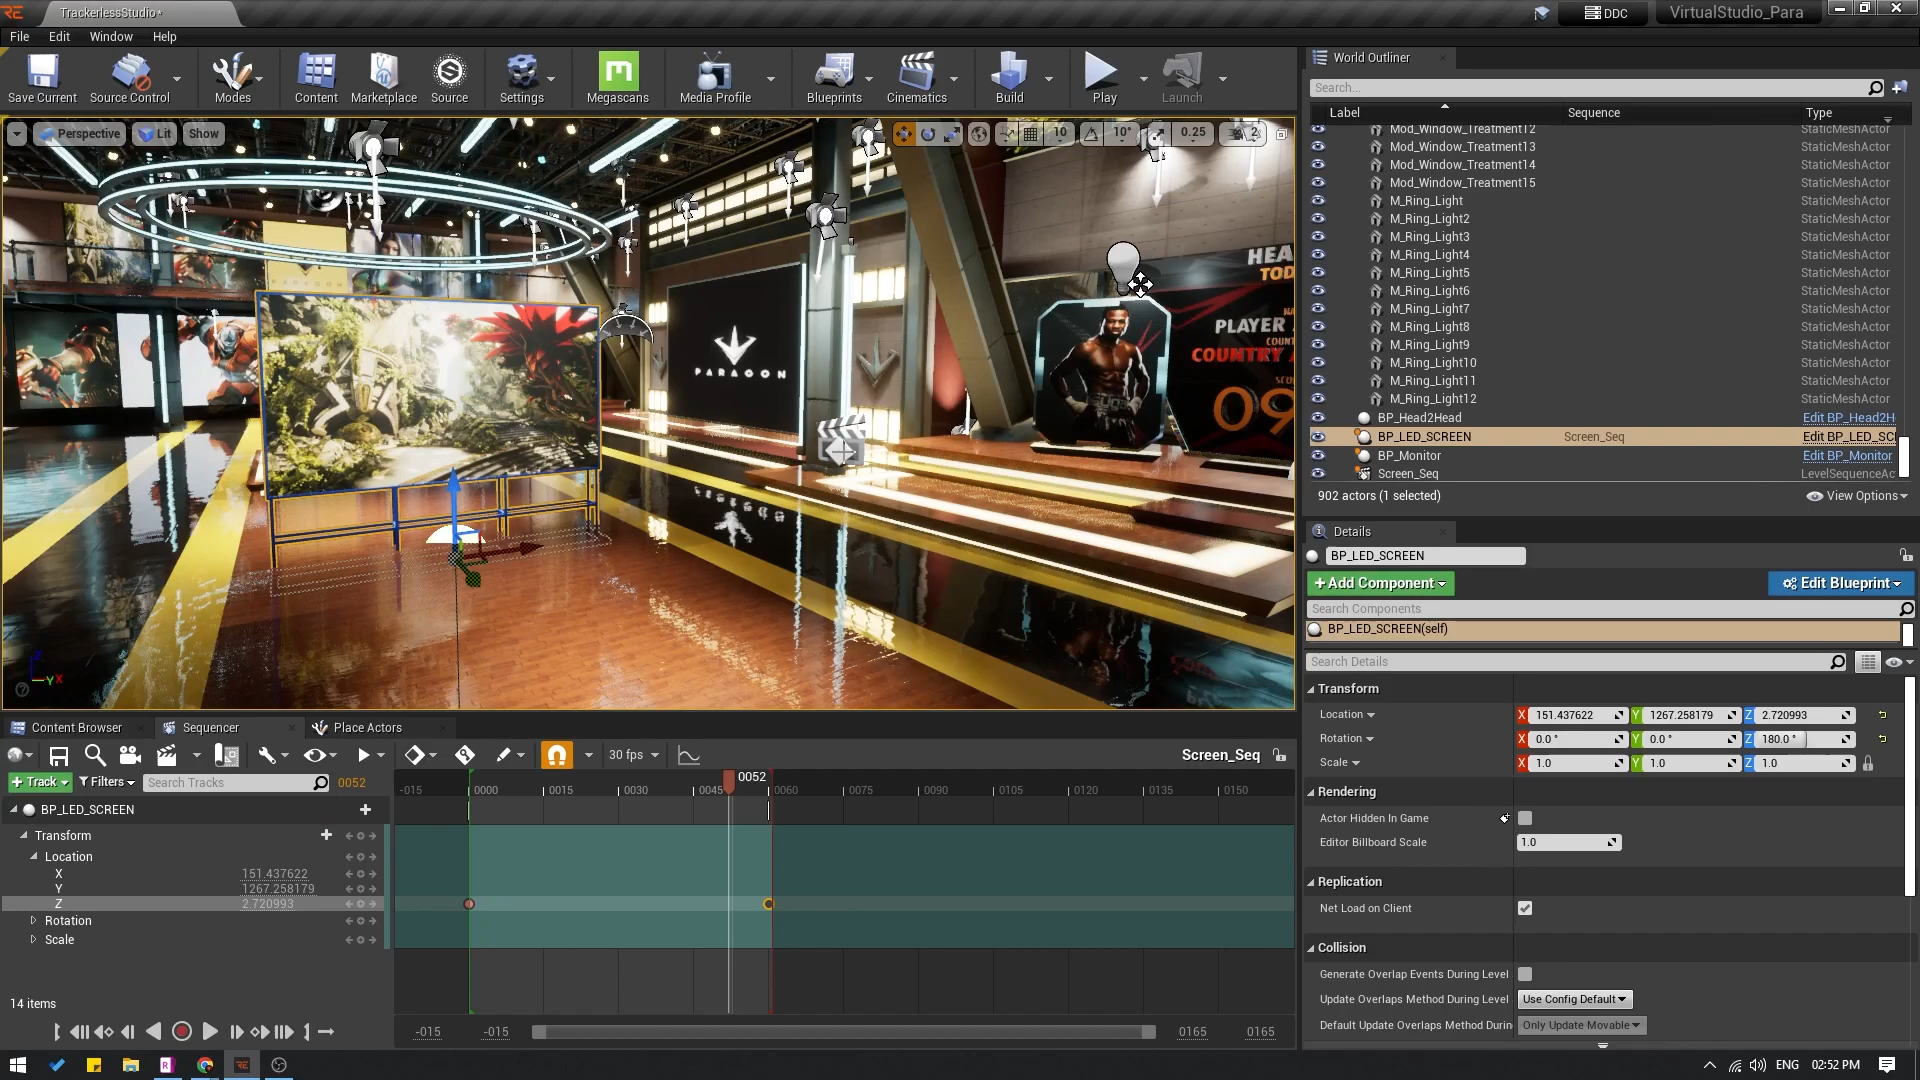 TrackerlessStudio*
DDC
VirtualStudio_Para
File Edit Window Help
Save Current
Source Control
Modes
Content
Marketplace
Source
Settings
Megascans
Media Profile
Blueprints
Cinematics
Build
Play
Launch
Perspective
Lit
Show
10
10°
0.25
2
PARAGON
HEA
TOD
PLAYER
COUNTRY
09
World Outliner
Search...
Label Sequence Type
Mod_Window_Treatment12 StaticMeshActor
Mod_Window_Treatment13 StaticMeshActor
Mod_Window_Treatment14 StaticMeshActor
Mod_Window_Treatment15 StaticMeshActor
M_Ring_Light StaticMeshActor
M_Ring_Light2 StaticMeshActor
M_Ring_Light3 StaticMeshActor
M_Ring_Light4 StaticMeshActor
M_Ring_Light5 StaticMeshActor
M_Ring_Light6 StaticMeshActor
M_Ring_Light7 StaticMeshActor
M_Ring_Light8 StaticMeshActor
M_Ring_Light9 StaticMeshActor
M_Ring_Light10 StaticMeshActor
M_Ring_Light11 StaticMeshActor
M_Ring_Light12 StaticMeshActor
BP_Head2Head Edit BP_Head2H
BP_LED_SCREEN Screen_Seq Edit BP_LED_SCI
BP_Monitor Edit BP_Monitor
Screen_Seq LevelSequenceAc
902 actors (1 selected) View Options
Details
BP_LED_SCREEN
+Add Component Edit Blueprint
Search Components
BP_LED_SCREEN(self)
Search Details
Transform
Location X 151.437622 Y 1267.258179 Z 2.720993
Rotation X 0.0 ° Y 0.0 ° Z 180.0 °
Scale X 1.0 Y 1.0 Z 1.0
Rendering
Actor Hidden In Game
Editor Billboard Scale 1.0
Replication
Net Load on Client
Collision
Generate Overlap Events During Level
Update Overlaps Method During Level Use Config Default
Default Update Overlaps Method Durin Only Update Movable
Content Browser Sequencer Place Actors
30 fps Screen_Seq
+ Track Filters Search Tracks 0052
0052
-015 0000 0015 0030 0045 0060 0075 0090 0105 0120 0135 0150
BP_LED_SCREEN
Transform
Location
X 151.437622
Y 1267.258179
Z 2.720993
Rotation
Scale
14 items
-015 -015 0165 0165
ENG 02:52 PM